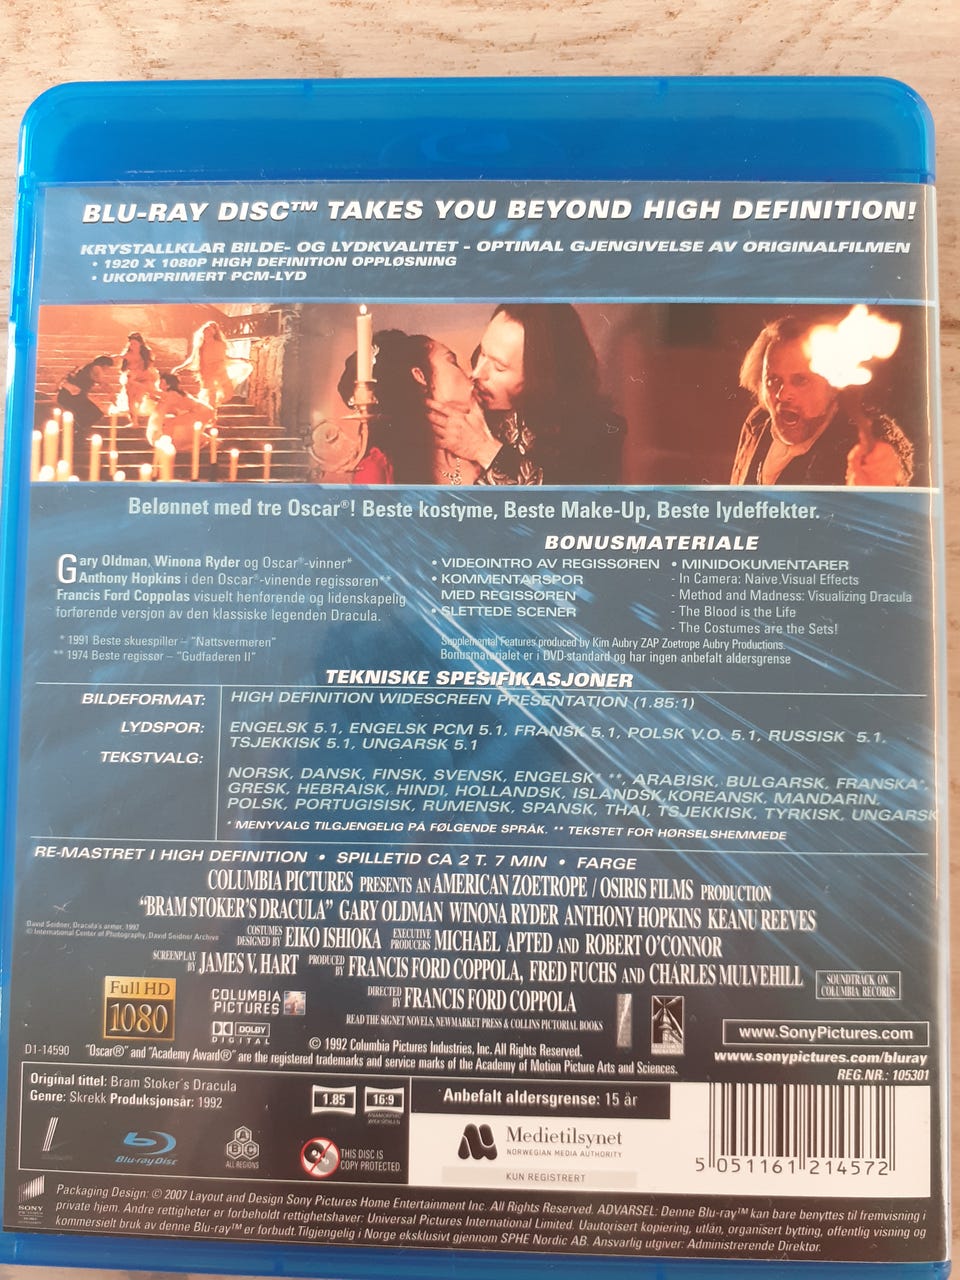 BLU-RAY DISC™ TAKES YOU BEYOND HIGH DEFINITION!
KRYSTALLKLAR BILDE- OG LYDKVALITET - OPTIMAL GJENGIVELSE AV ORIGINALFILMEN
• 1920 X 1080P HIGH DEFINITION OPPLØSNING
• UKOMPRIMERT PCM-LYD
Belønnet med tre Oscar®! Beste kostyme, Beste Make-Up, Beste lydeffekter.
Gary Oldman, Winona Ryder og Oscar®-vinner*
Anthony Hopkins i den Oscar®-vinende regissøren**
Francis Ford Coppolas visuelt henførende og lidenskapelig
forførende versjon av den klassiske legenden Dracula.
* 1991 Beste skuespiller – "Nattsvermeren"
** 1974 Beste regissør – "Gudfaderen II"
BONUSMATERIALE
• VIDEOINTRO AV REGISSØREN
• KOMMENTARSPOR
MED REGISSØREN
• SLETTEDE SCENER
• MINIDOKUMENTARER
- In Camera: Naive Visual Effects
- Method and Madness: Visualizing Dracula
- The Blood is the Life
- The Costumes are the Sets!
Supplemental Features produced by Kim Aubry ZAP Zoetrope Aubry Productions.
Bonusmaterialet er i DVD-standard og har ingen anbefalt aldersgrense
TEKNISKE SPESIFIKASJONER
BILDEFORMAT: HIGH DEFINITION WIDESCREEN PRESENTATION (1.85:1)
LYDSPOR: ENGELSK 5.1, ENGELSK PCM 5.1, FRANSK 5.1, POLSK V.O. 5.1, RUSSISK 5.1,
TSJEKKISK 5.1, UNGARSK 5.1
TEKSTVALG: NORSK, DANSK, FINSK, SVENSK, ENGELSK* **, ARABISK, BULGARSK, FRANSKA*,
GRESK, HEBRAISK, HINDI, HOLLANDSK, ISLANDSK, KOREANSK, MANDARIN,
POLSK, PORTUGISISK, RUMENSK, SPANSK, THAI, TSJEKKISK, TYRKISK, UNGARSK
* MENYVALG TILGJENGELIG PÅ FØLGENDE SPRÅK. ** TEKSTET FOR HØRSELSHEMMEDE
RE-MASTRET I HIGH DEFINITION • SPILLETID CA 2 T. 7 MIN • FARGE
COLUMBIA PICTURES PRESENTS AN AMERICAN ZOETROPE / OSIRIS FILMS PRODUCTION
"BRAM STOKER'S DRACULA" GARY OLDMAN WINONA RYDER ANTHONY HOPKINS KEANU REEVES
David Seidner, Dracula's armor, 1992
© International Center of Photography, David Seidner Archive
COSTUMES DESIGNED BY EIKO ISHIOKA EXECUTIVE PRODUCERS MICHAEL APTED AND ROBERT O'CONNOR
SCREENPLAY BY JAMES V. HART PRODUCED BY FRANCIS FORD COPPOLA, FRED FUCHS AND CHARLES MULVEHILL
SOUNDTRACK ON
COLUMBIA RECORDS
DIRECTED BY FRANCIS FORD COPPOLA
READ THE SIGNET NOVELS, NEWMARKET PRESS & COLLINS PICTORIAL BOOKS
Full HD
1080
COLUMBIA
PICTURES
DOLBY
DIGITAL
www.SonyPictures.com
www.sonypictures.com/bluray
REG.NR.: 105301
© 1992 Columbia Pictures Industries, Inc. All Rights Reserved.
D1-14590 "Oscar®" and "Academy Award®" are the registered trademarks and service marks of the Academy of Motion Picture Arts and Sciences.
Original tittel: Bram Stoker's Dracula
Genre: Skrekk Produksjonsår: 1992
1.85
16:9
Blu-ray Disc
A B C
ALL REGIONS
THIS DISC IS
COPY PROTECTED.
Anbefalt aldersgrense: 15 år
Medietilsynet
NORWEGIAN MEDIA AUTHORITY
KUN REGISTRERT
5 051161 214572
SONY
Packaging Design: © 2007 Layout and Design Sony Pictures Home Entertainment Inc. All Rights Reserved. ADVARSEL: Denne Blu-ray™ kan bare benyttes til fremvisning i
private hjem. Andre rettigheter er forbeholdt rettighetshaver: Universal Pictures International Limited. Uautorisert kopiering, utlån, organisert bytting, offentlig visning og
kommersielt bruk av denne Blu-ray™ er forbudt. Tilgjengelig i Norge eksklusivt gjennom SPHE Nordic AB. Ansvarlig utgiver: Administrerende Direktør.